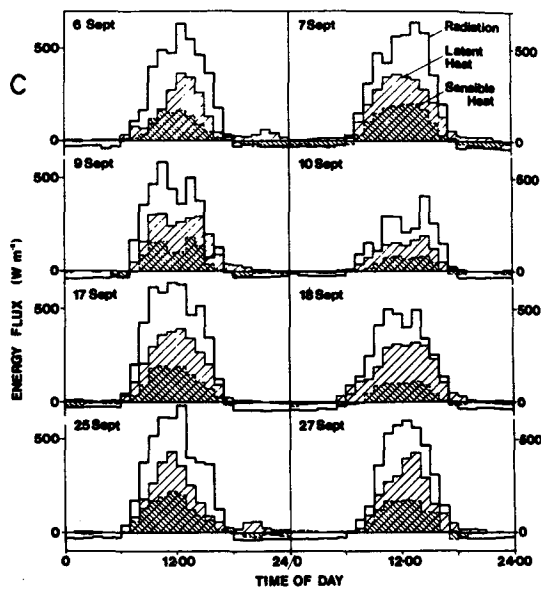 6 Sept
7 Sept
Radiation
Latent
Heat
Sensible
Heat
C
500
500
0
0
9 Sept
10 Sept
500
500
0
0
17 Sept
18 Sept
500
500
0
0
25 Sept
27 Sept
500
500
0
0
ENERGY FLUX (W m⁻¹)
0
12:00
24/0
12:00
24:00
TIME OF DAY